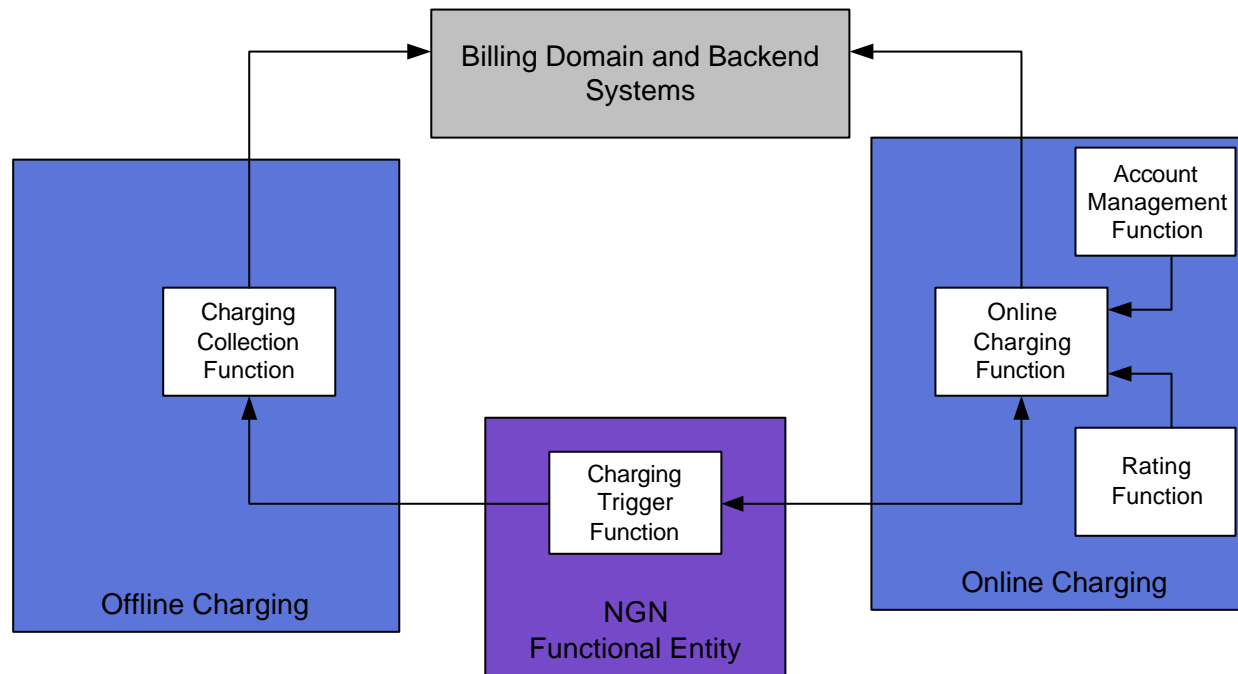 Billing Domain and Backend
Systems
Account
Management
Function
Charging
Collection
Function
Online
Charging
Function
Charging
Trigger
Function
Rating
Function
Offline Charging
NGN
Functional Entity
Online Charging